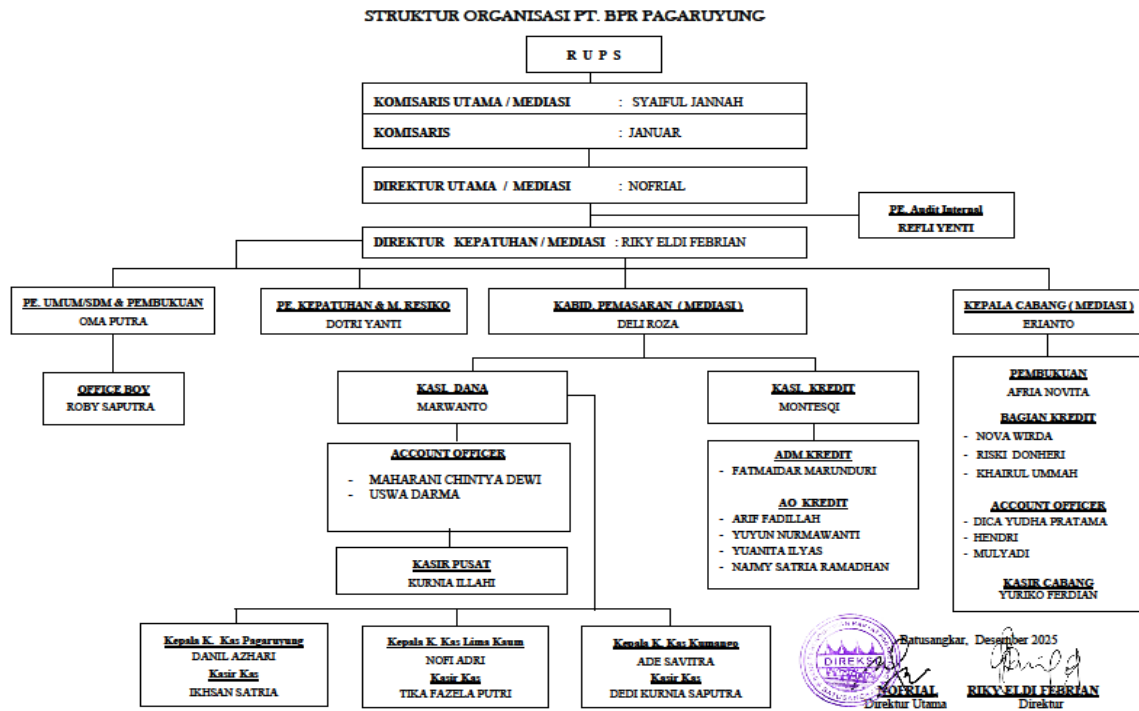 STRUKTUR ORGANISASI PT. BPR PAGARUYUNG
R U P S
KOMISARIS UTAMA / MEDIASI : SYAIFUL JANNAH
KOMISARIS : JANUAR
DIREKTUR UTAMA / MEDIASI : NOFRIAL
PE. Audit Internal
REFLI YENTI
DIREKTUR KEPATUHAN / MEDIASI : RIKY ELDI FEBRIAN
PE. UMUM/SDM & PEMBUKUAN
OMA PUTRA
PE. KEPATUHAN & M. RESIKO
DOTRI YANTI
KABID. PEMASARAN ( MEDIASI )
DELI ROZA
KEPALA CABANG ( MEDIASI )
ERIANTO
OFFICE BOY
ROBY SAPUTRA
KASI. DANA
MARWANTO
KASI. KREDIT
MONTESQI
PEMBUKUAN
AFRIA NOVITA
BAGIAN KREDIT
- NOVA WIRDA
- RISKI DONHERI
- KHAIRUL UMMAH
ACCOUNT OFFICER
- DICA YUDHA PRATAMA
- HENDRI
- MULYADI
KASIR CABANG
YURIKO FERDIAN
ACCOUNT OFFICER
- MAHARANI CHINTYA DEWI
- USWA DARMA
ADM KREDIT
- FATMAIDAR MARUNDURI
AO KREDIT
- ARIF FADILLAH
- YUYUN NURMAWANTI
- YUANITA ILYAS
- NAJMY SATRIA RAMADHAN
KASIR PUSAT
KURNIA ILLAHI
Kepala K. Kas Pagaruyung
DANIL AZHARI
Kasir Kas
IKHSAN SATRIA
Kepala K. Kas Lima Kaum
NOFI ADRI
Kasir Kas
TIKA FAZELA PUTRI
Kepala K. Kas Kumango
ADE SAVITRA
Kasir Kas
DEDI KURNIA SAPUTRA
Batusangkar, Desember 2025
DIREKSI
NOFRIAL
Direktur Utama
RIKY ELDI FEBRIAN
Direktur